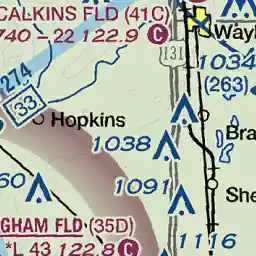 CALKINS FLD (41C)
740 - 22 122.9 C
Wayl
131
1034
(263)
274
33
Hopkins
1038
Bra
60
1091
She
GHAM FLD (35D)
*L 43 122.8 C
1116